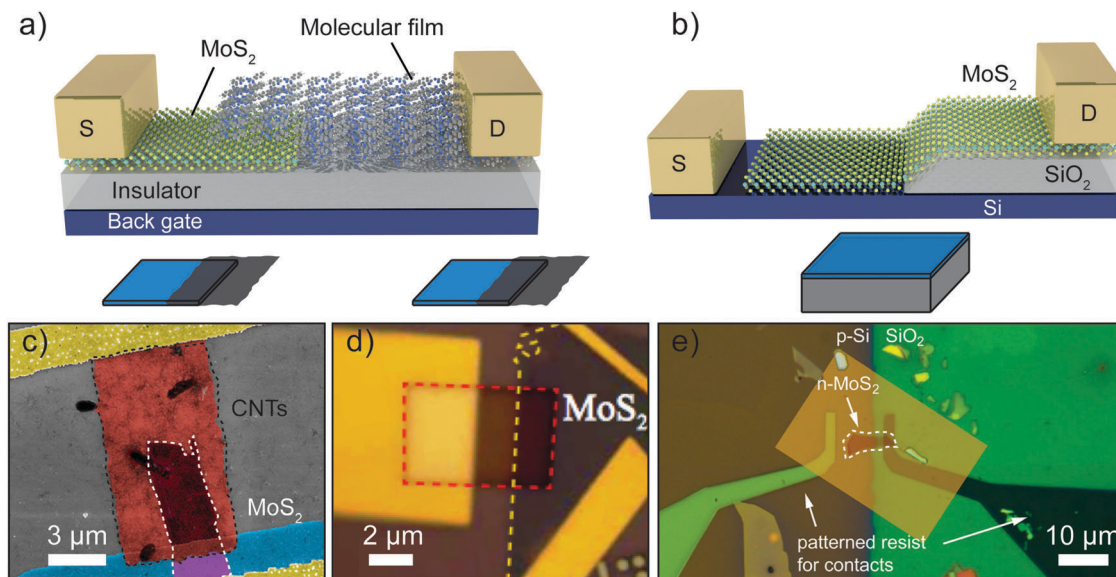 a)
MoS2
Molecular film
S
D
Insulator
Back gate
b)
MoS2
D
S
SiO2
Si
c)
CNTs
MoS2
3 µm
d)
MoS2
2 µm
e)
p-Si
SiO2
n-MoS2
patterned resist
for contacts
10 µm